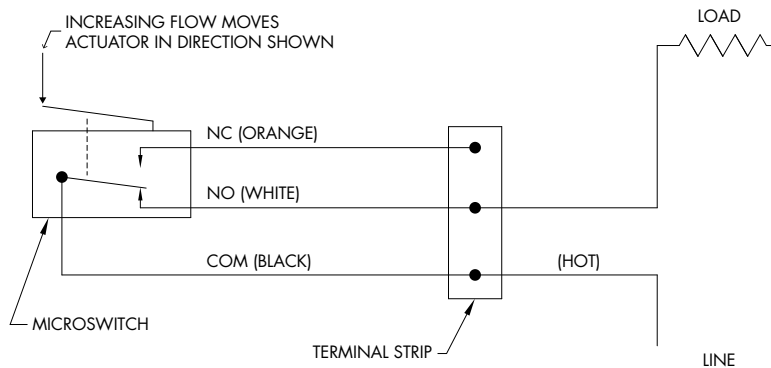 INCREASING FLOW MOVES
ACTUATOR IN DIRECTION SHOWN
LOAD
NC (ORANGE)
NO (WHITE)
COM (BLACK)
(HOT)
MICROSWITCH
TERMINAL STRIP
LINE